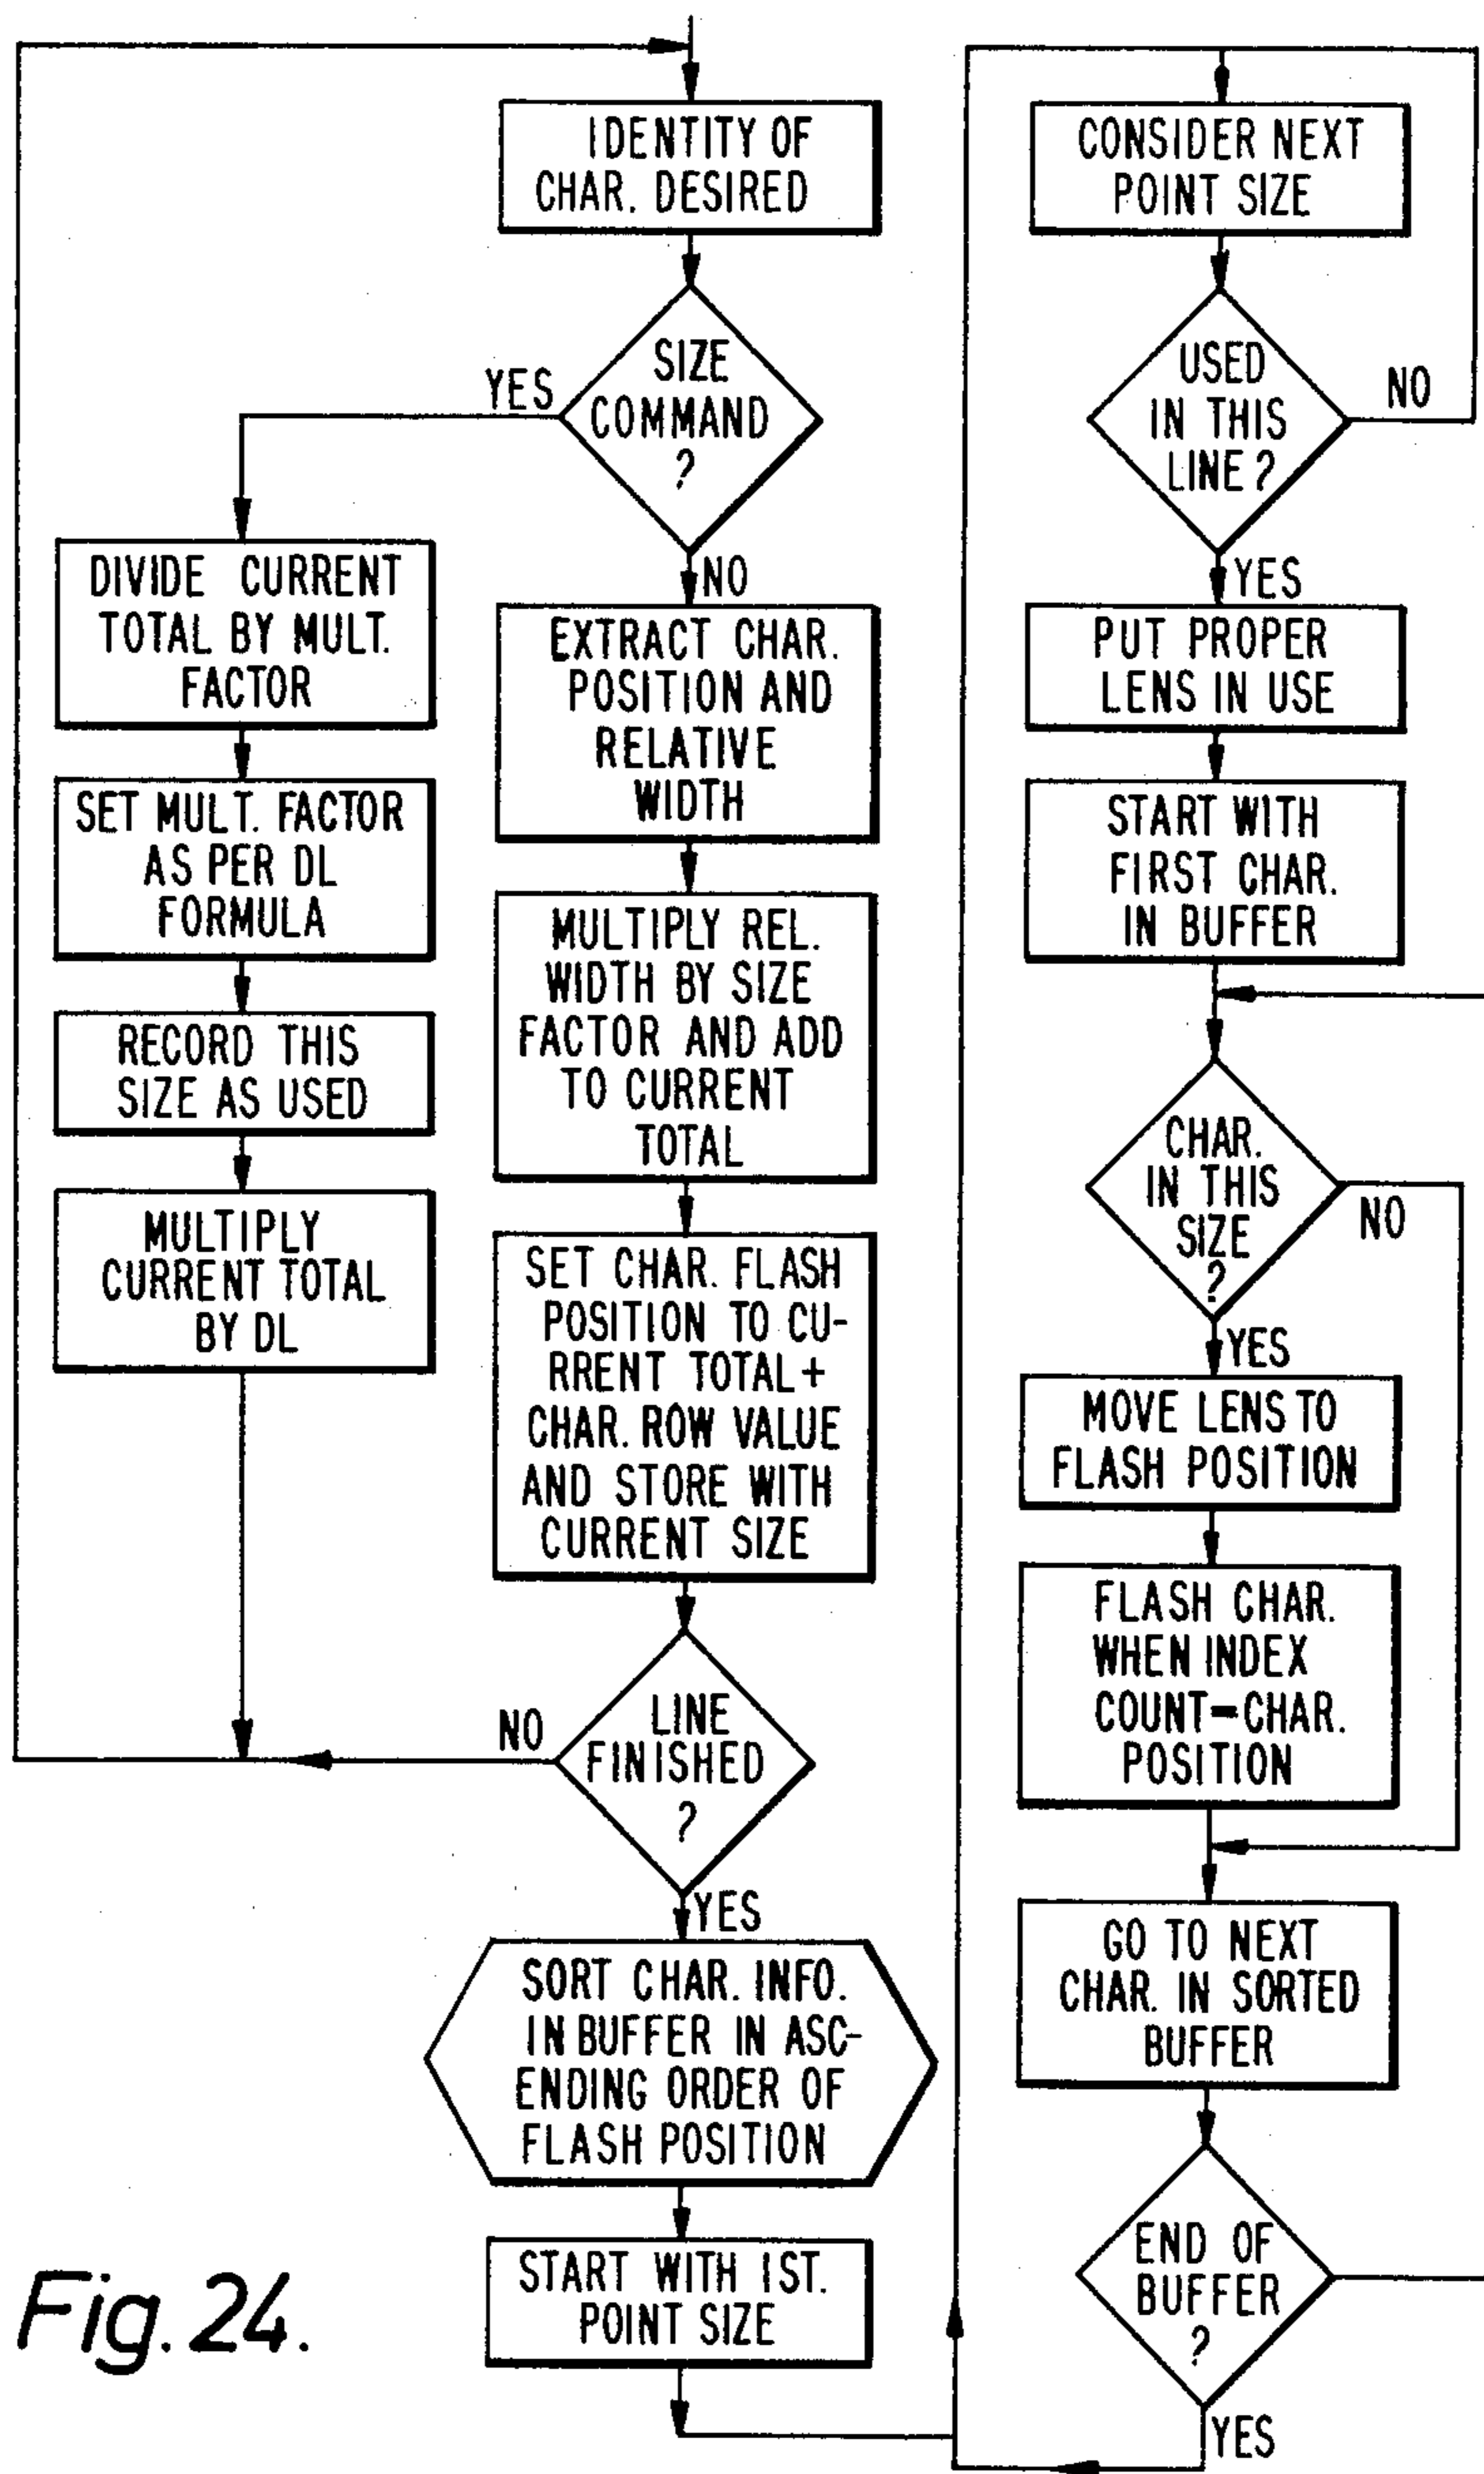 IDENTITY OF
CHAR. DESIRED
SIZE
COMMAND
?
YES
NO
DIVIDE CURRENT
TOTAL BY MULT.
FACTOR
SET MULT. FACTOR
AS PER DL
FORMULA
RECORD THIS
SIZE AS USED
MULTIPLY
CURRENT TOTAL
BY DL
EXTRACT CHAR.
POSITION AND
RELATIVE
WIDTH
MULTIPLY REL.
WIDTH BY SIZE
FACTOR AND ADD
TO CURRENT
TOTAL
SET CHAR. FLASH
POSITION TO CU-
RRENT TOTAL+
CHAR. ROW VALUE
AND STORE WITH
CURRENT SIZE
LINE
FINISHED
?
NO
YES
SORT CHAR. INFO.
IN BUFFER IN ASC-
ENDING ORDER OF
FLASH POSITION
START WITH 1ST.
POINT SIZE
CONSIDER NEXT
POINT SIZE
USED
IN THIS
LINE?
NO
YES
PUT PROPER
LENS IN USE
START WITH
FIRST CHAR.
IN BUFFER
CHAR.
IN THIS
SIZE
?
NO
YES
MOVE LENS TO
FLASH POSITION
FLASH CHAR.
WHEN INDEX
COUNT=CHAR.
POSITION
GO TO NEXT
CHAR. IN SORTED
BUFFER
END OF
BUFFER
?
YES
Fig. 24.